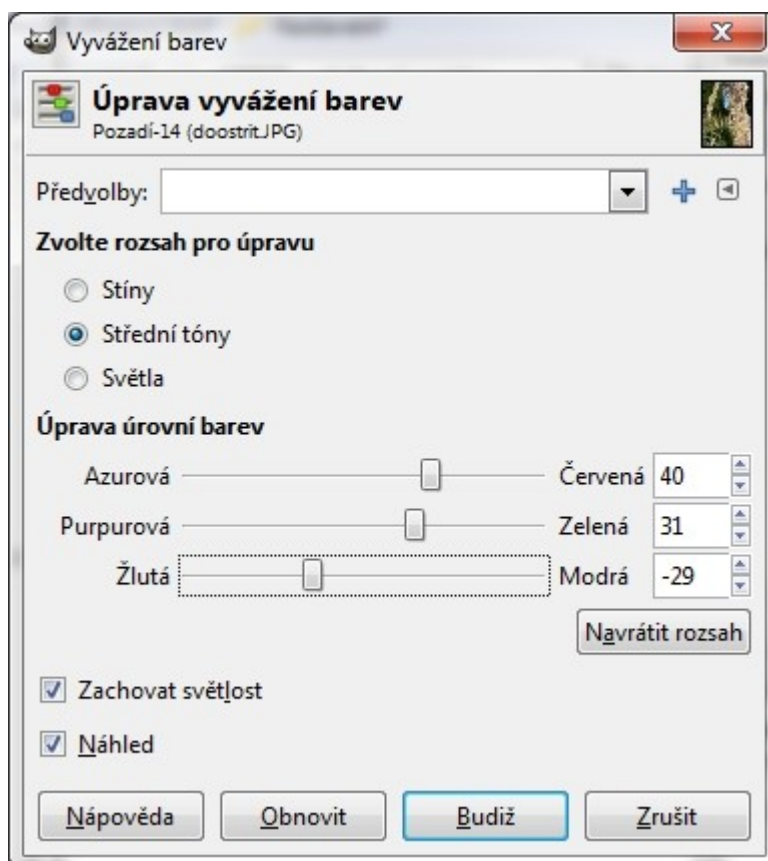 Vyvážení barev
Úprava vyvážení barev
Pozadí-14 (doostrit.JPG)
Předvolby:
Zvolte rozsah pro úpravu
Stíny
Střední tóny
Světla
Úprava úrovní barev
Azurová Červená 40
Purpurová Zelená 31
Žlutá Modrá -29
Navrátit rozsah
Zachovat světlost
Náhled
Nápověda Obnovit Budiž Zrušit